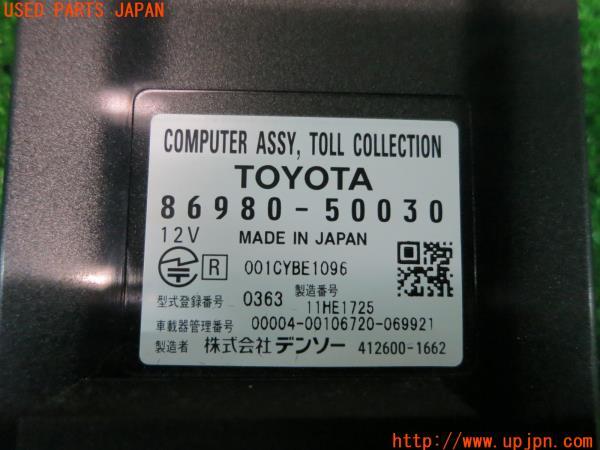 USED PARTS JAPAN
COMPUTER ASSY, TOLL COLLECTION
TOYOTA
86980-50030
12V MADE IN JAPAN
R 001CYBE1096
型式登録番号 0363 製造番号 11HE1725
車載器管理番号 00004-00106720-069921
製造者 株式会社デンソー 412600-1662
http://www.upjpn.com/